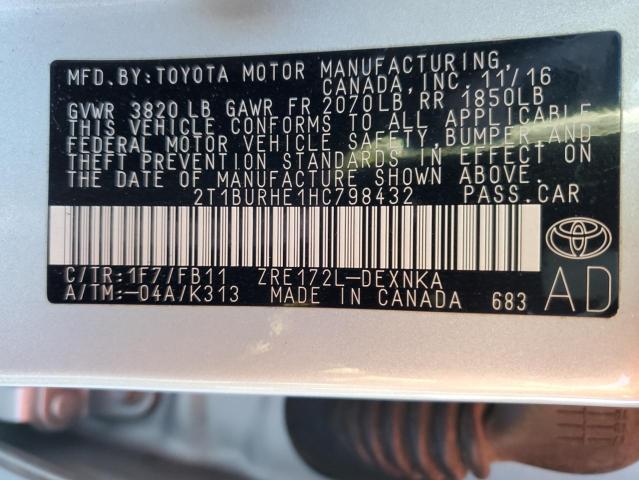 MFD. BY: TOYOTA MOTOR MANUFACTURING,
CANADA, INC. 11/16
GVWR 3820 LB GAWR FR 2070LB, RR 1850LB
THIS VEHICLE CONFORMS TO ALL APPLICABLE
FEDERAL MOTOR VEHICLE SAFETY, BUMPER AND
THEFT PREVENTION STANDARDS IN EFFECT ON
THE DATE OF MANUFACTURE SHOWN ABOVE.
2T1BURHE1HC798432 PASS. CAR
C/TR: 1F7/FB11 ZRE172L-DEXNKA
A/TM: -04A/K313 MADE IN CANADA 683 AD